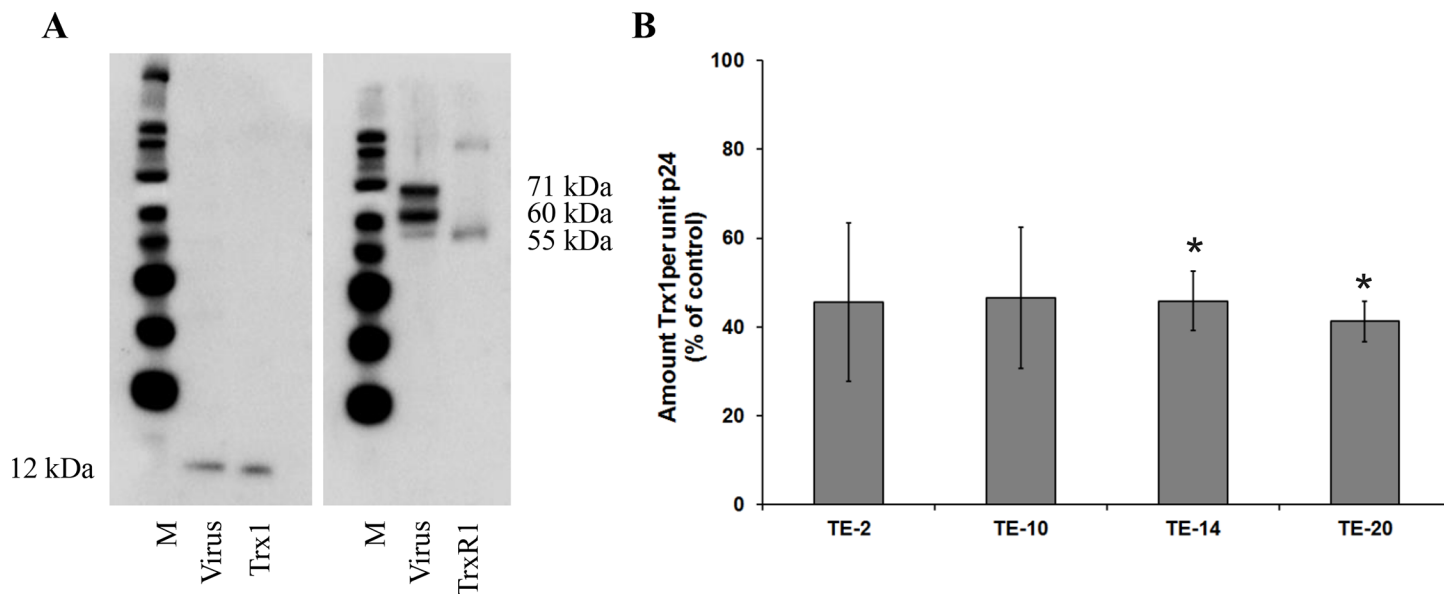 A
B
71 kDa
60 kDa
55 kDa
12 kDa
M
Virus
Trx1
M
Virus
TrxR1
Amount Trx1per unit p24
(% of control)
100
80
60
40
20
0
*
*
TE-2
TE-10
TE-14
TE-20